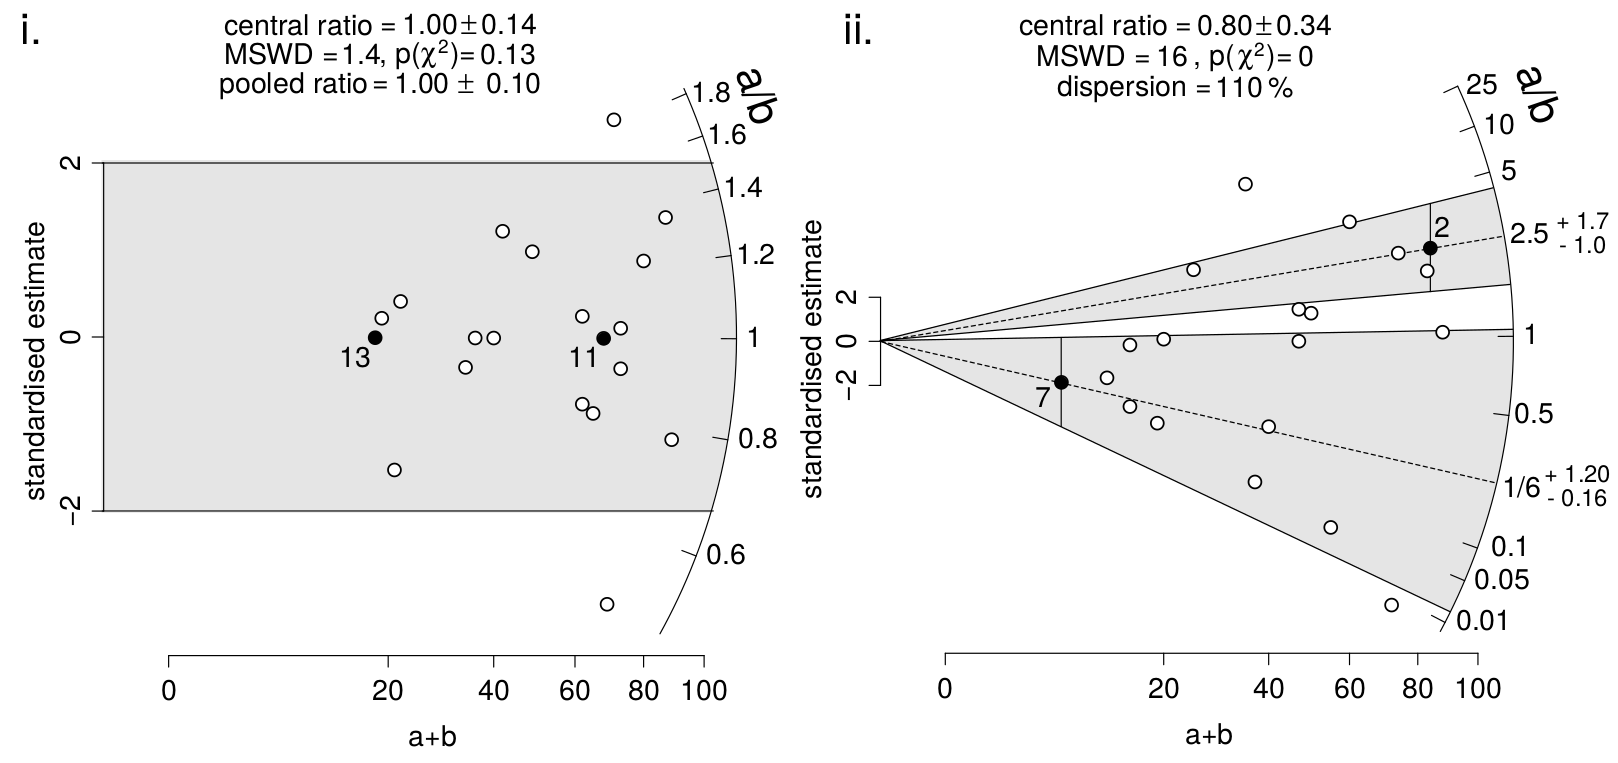 i.
central ratio = 1.00±0.14
MSWD = 1.4, p(χ²)= 0.13
pooled ratio = 1.00 ± 0.10
a/b
1.8
1.6
1.4
1.2
1
0.8
0.6
2
0
−2
standardised estimate
13
11
0 20 40 60 80 100
a+b
ii.
central ratio = 0.80±0.34
MSWD = 16 , p(χ²)= 0
dispersion = 110 %
a/b
25
10
5
2.5 + 1.7 - 1.0
1
0.5
1/6 + 1.20 - 0.16
0.1
0.05
0.01
2
0
−2
standardised estimate
2
7
0 20 40 60 80 100
a+b